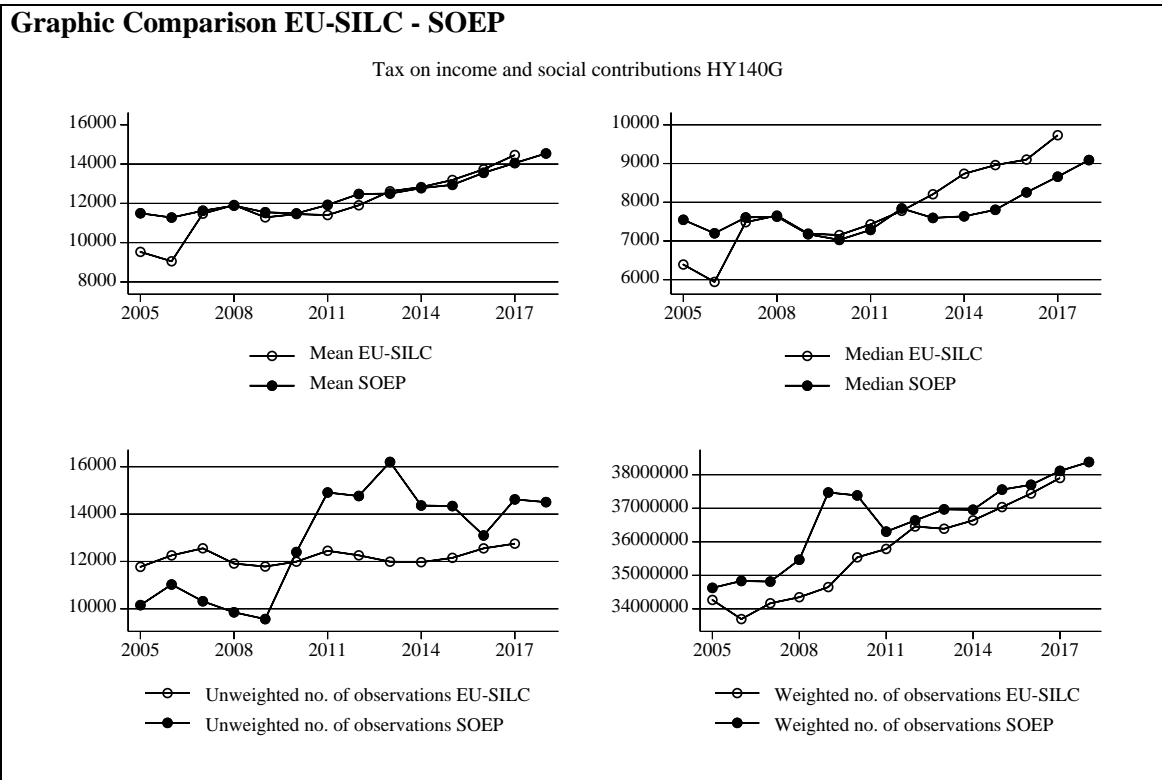 Graphic Comparison EU-SILC - SOEP
Tax on income and social contributions HY140G
16000
14000
12000
10000
8000
2005 2008 2011 2014 2017
Mean EU-SILC
Mean SOEP
10000
9000
8000
7000
6000
2005 2008 2011 2014 2017
Median EU-SILC
Median SOEP
16000
14000
12000
10000
2005 2008 2011 2014 2017
Unweighted no. of observations EU-SILC
Unweighted no. of observations SOEP
38000000
37000000
36000000
35000000
34000000
2005 2008 2011 2014 2017
Weighted no. of observations EU-SILC
Weighted no. of observations SOEP